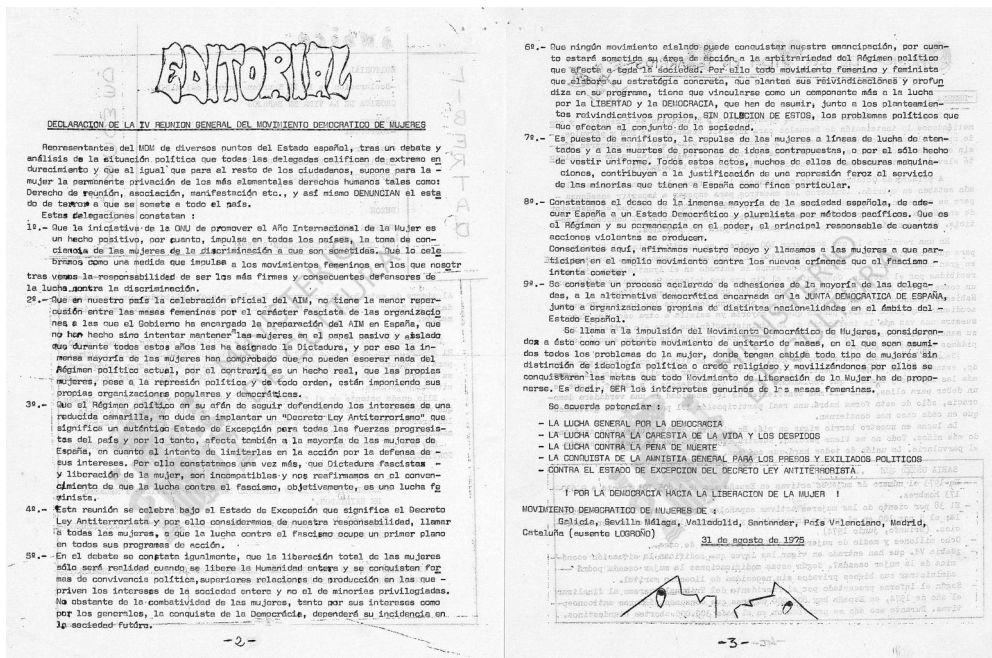 EDITORIAL
DECLARACIÓN DE LA IV REUNION GENERAL DEL MOVIMIENTO DEMOCRATICO DE MUJERES
Representantes del MDM de diversos puntos del Estado español, tras un debate y
análisis de la situación política que todas las delegadas califican de extremo en
durecimiento y que al igual que para el resto de los ciudadanos, supone para la -
mujer la permanente privación de los más elementales derechos humanos tales como:
Derecho de reunión, asociación, manifestación etc., y así mismo DENUNCIAN el esta
do de terror a que se somete a todo el país.
Estas delegaciones constatan :
1º.- Que la iniciativa de la ONU de promover el Año Internacional de la Mujer es
un hecho positivo, por cuanto, impulsa en todos los países, la toma de con-
ciencia de las mujeres de la discriminación a que son sometidas. Que lo cele
bramos como una medida que impulsa a los movimientos femeninos en los que nosotr
tras vemos la responsabilidad de ser los más firmes y consecuentes defensores de
la lucha contra la discriminación.
2º.- Que en nuestro país la celebración oficial del AIM, no tiene la menor reper-
cusión entre las masas femeninas por el carácter fascista de las organizacio
nes a las que el Gobierno ha encargado la preparación del AIM en España, que
no han hecho sino intentar mantener a las mujeres en el papel pasivo y aislado
que durante todos estos años les ha asignado la Dictadura, y por eso la in-
mensa mayoría de las mujeres han comprobado que no pueden esperar nada del
Régimen político actual, por el contrario es un hecho real, que las propias
mujeres, pese a la represión política y de todo orden, están imponiendo sus
propias organizaciones populares y democráticas.
3º.- Que el Régimen político en su afán de seguir defendiendo los intereses de una
reducida camarilla, no duda en implantar un "Decreto Ley Antiterrorismo" que
significa un auténtico Estado de Excepción para todas las fuerzas progresis-
tas del país y por lo tanto, afecta también a la mayoría de las mujeres de
España, en cuanto al intento de limitarlas en la acción por la defensa de -
sus intereses. Por ello constatamos una vez más, que Dictadura Fascistas -
y liberación de la mujer, son incompatibles y nos reafirmamos en el conven-
cimiento de que la lucha contra el fascismo, objetivamente, es una lucha fe
minista.
4º.- Esta reunión se celebra bajo el Estado de Excepción que significa el Decreto
Ley Antiterrorista y por ello consideramos de nuestra responsabilidad, llamar
a todas las mujeres, a que la lucha contra el fascismo ocupe un primer plano
en todos sus programas de acción.
5º.- En el debate se constata igualmente, que la liberación total de las mujeres
sólo será realidad cuando se libere la Humanidad entera y se conquisten for
mas de convivencia política,superiores relaciones de producción en las que -
priven los intereses de la sociedad entera y no el de minorías privilegiadas.
No obstante de la combatividad de las mujeres, tanto por sus intereses como
por los generales, la conquista de la Democrácia, dependerá su incidencia en
la sociedad futúra.
-2-
6º.- Que ningún movimiento aislado puede conquistar nuestra emancipación, por cuan-
to estará sometida su área de acción a la arbitrariedad del Régimen político
que afecte a toda la sociedad. Por ello todo movimiento femenino y feminista
que elabore su estratégia concreta, que plantee sus reivindicaciones y profun
diza en su programa, tiene que vincularse como un componente más a la lucha
por la LIBERTAD y la DEMOCRACIA, que han de asumir, junto a los planteamien-
tos reivindicativos propios, SIN DILUCION DE ESTOS, los problemas políticos que
que afectan al conjunto de la sociedad.
7º.- Es puesto de manifiesto, la repulsa de las mujeres a líneas de lucha de aten-
tados y a las muertes de personas de ideas contrapuestas, o por el sólo hecho
de vestir uniforme. Todos estos actos, muchos de ellos de obscuras maquina-
ciones, contribuyen a la justificación de una represión feroz al servicio
de las minorías que tienen a España como finca particular.
8º.- Constatamos el deseo de la inmensa mayoría de la sociedad española, de ade-
cuar España a un Estado Democrático y pluralista por métodos pacíficos. Que es
el Régimen y su permanencia en el poder, el principal responsable de cuantas
acciones violentas se producen.
Conscientes aquí, afirmamos nuestro apoyo y llamamos a las mujeres a que par-
ticipen en el amplio movimiento contra los nuevos crímenes que el fascismo -
intenta cometer .
9º.- Se constata un proceso acelerado de adhesiones de la mayoría de las delega-
das, a la alternativa democrática encarnada en la JUNTA DEMOCRATICA DE ESPAÑA,
junto a organizaciones propias de distintas nacionalidades en el ámbito del -
Estado Español.
Se llama a la impulsión del Movimiento Democrático de Mujeres, consideran-
dos a ésto como un potente movimiento de unitario de masas, en el que sean asumi-
das todos los problemas de la mujer, donde tengan cabida todo tipo de mujeres sin
distinción de ideología política o credo religioso y movilizándonos por ellos se
conquistaran las metas que todo Movimiento de Liberación de la Mujer ha de propo-
nerse. Es decir, SER los intérpretes genuinos de las masas femeninas.
Se acuerda potenciar :
- LA LUCHA GENERAL POR LA DEMOCRACIA
- LA LUCHA CONTRA LA CARESTIA DE LA VIDA Y LOS DESPIDOS
- LA LUCHA CONTRA LA PENA DE MUERTE
- LA CONQUISTA DE LA AMNISTIA GENERAL PARA LOS PRESOS Y EXILIADOS POLITICOS
- CONTRA EL ESTADO DE EXCEPCION DEL DECRETO LEY ANTITERRORISTA
! POR LA DEMOCRACIA HACIA LA LIBERACION DE LA MUJER !
MOVIMIENTO DEMOCRATICO DE MUJERES DE :
Galicia, Sevilla Málaga, Valladolid, Santander, País Valenciano, Madrid,
Cataluña (ausente LOGROÑO)
31 de agosto de 1975
-3-